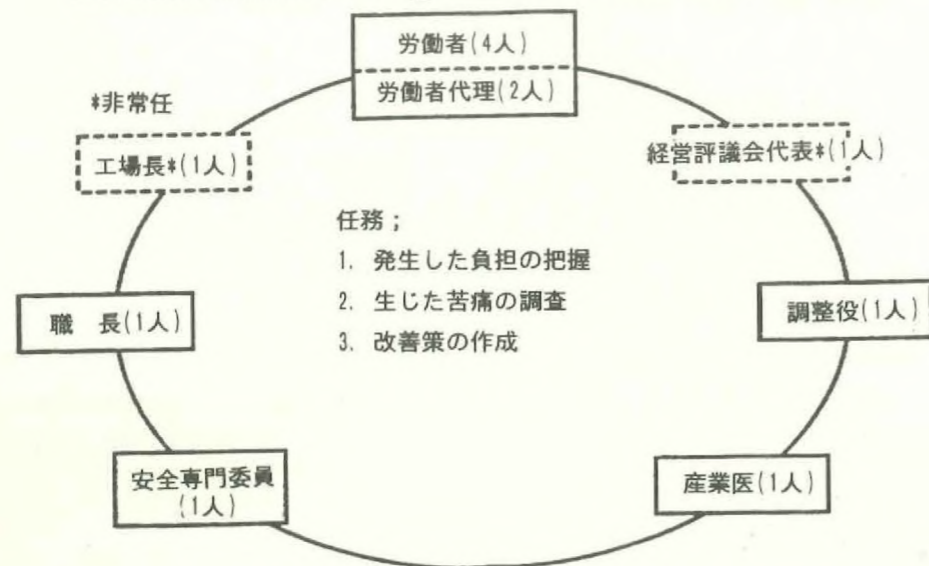 労働者(4人)
労働者代理(2人)
*非常任
工場長*(1人)
経営評議会代表*(1人)
任務；
1. 発生した負担の把握
2. 生じた苦痛の調査
3. 改善策の作成
職　長(1人)
調整役(1人)
安全専門委員
(1人)
産業医(1人)